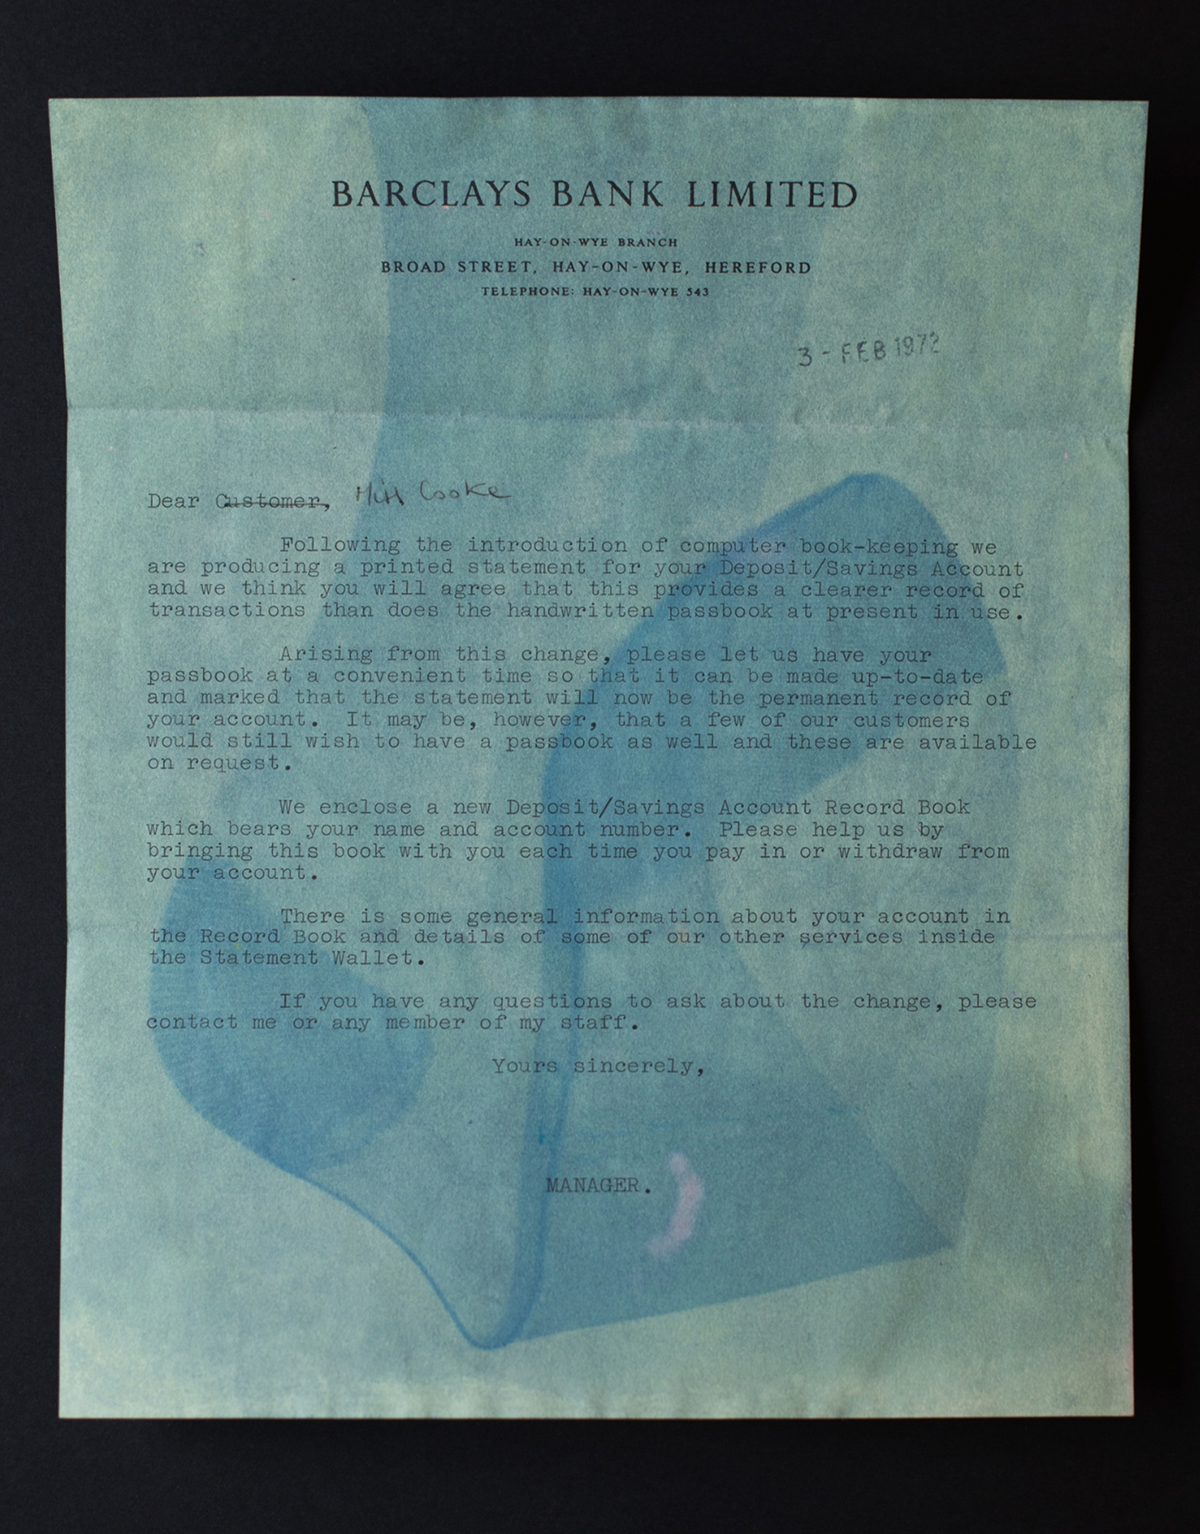 BARCLAYS BANK LIMITED
HAY-ON-WYE BRANCH
BROAD STREET, HAY-ON-WYE, HEREFORD
TELEPHONE: HAY-ON-WYE 543
3 - FEB 1972
Dear Customer, Miss Cooke
Following the introduction of computer book-keeping we
are producing a printed statement for your Deposit/Savings Account
and we think you will agree that this provides a clearer record of
transactions than does the handwritten passbook at present in use.
Arising from this change, please let us have your
passbook at a convenient time so that it can be made up-to-date
and marked that the statement will now be the permanent record of
your account. It may be, however, that a few of our customers
would still wish to have a passbook as well and these are available
on request.
We enclose a new Deposit/Savings Account Record Book
which bears your name and account number. Please help us by
bringing this book with you each time you pay in or withdraw from
your account.
There is some general information about your account in
the Record Book and details of some of our other services inside
the Statement Wallet.
If you have any questions to ask about the change, please
contact me or any member of my staff.
Yours sincerely,
MANAGER.